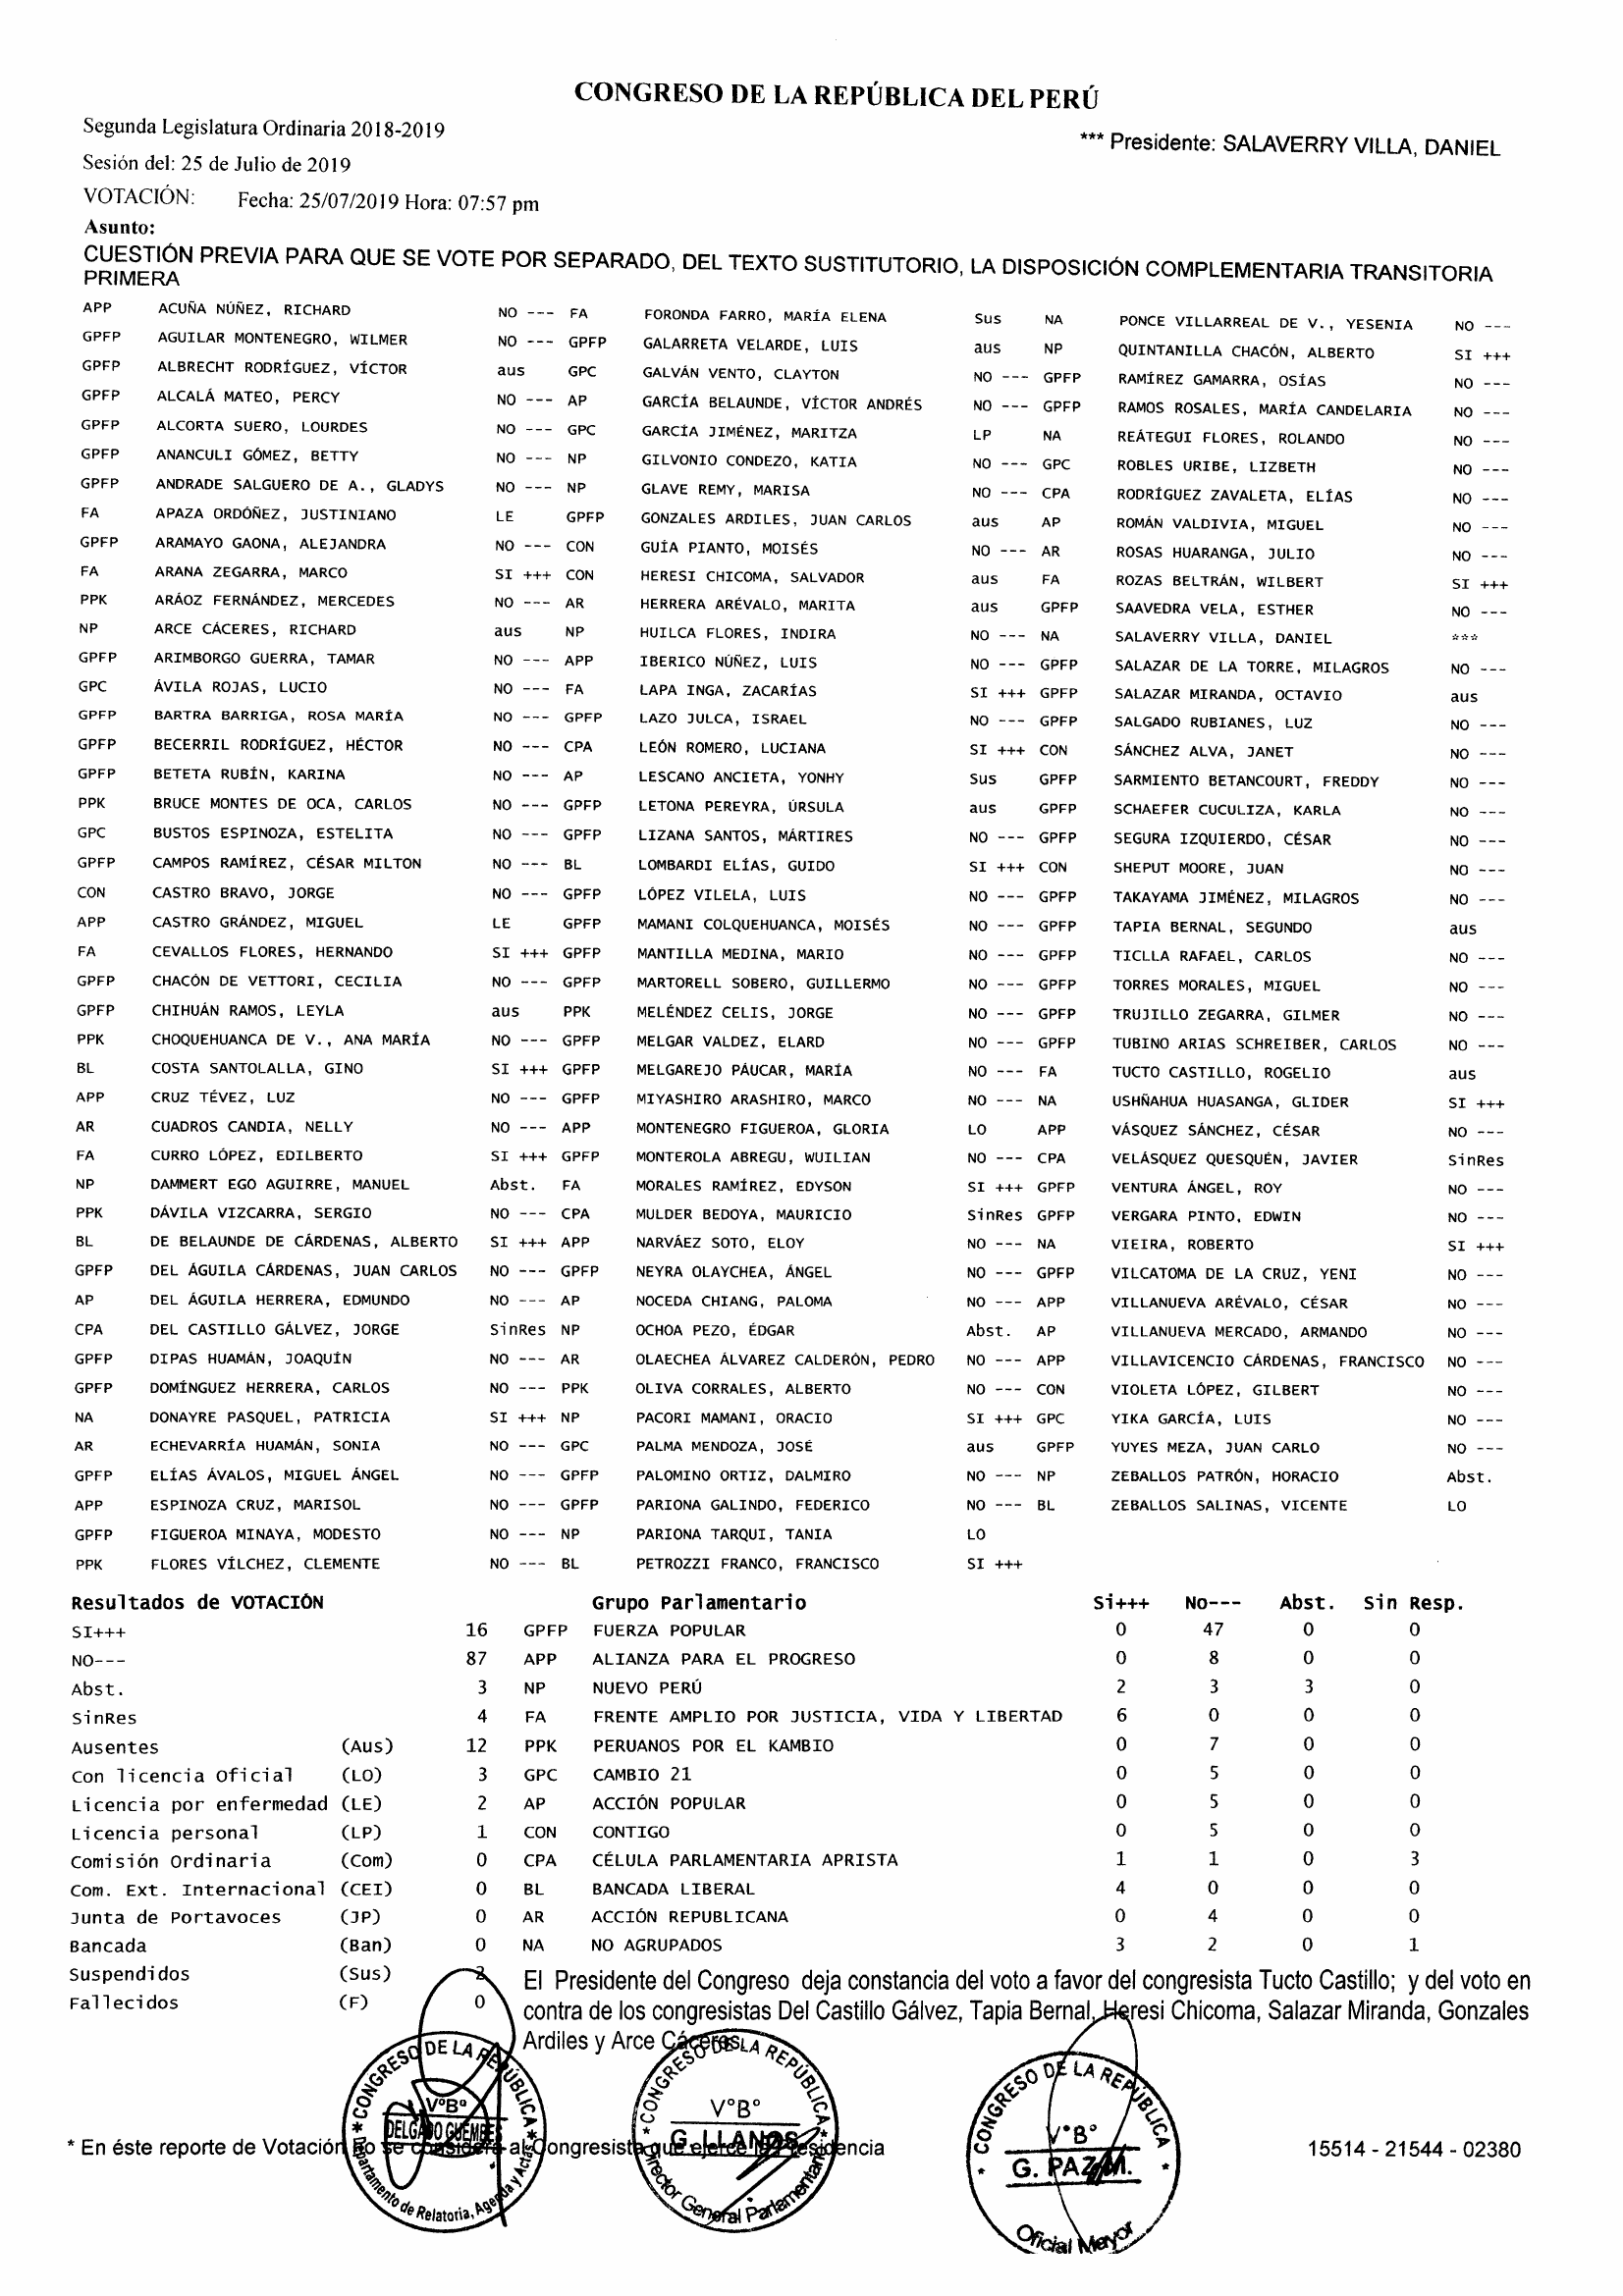 CONGRESO DE LA REPÚBLICA DEL PERÚ
Segunda Legislatura Ordinaria 2018-2019
*** Presidente: SALAVERRY VILLA, DANIEL
Sesión del: 25 de Julio de 2019
VOTACIÓN: Fecha: 25/07/2019 Hora: 07:57 pm
Asunto:
CUESTIÓN PREVIA PARA QUE SE VOTE POR SEPARADO, DEL TEXTO SUSTITUTORIO, LA DISPOSICIÓN COMPLEMENTARIA TRANSITORIA
PRIMERA
APP ACUÑA NÚÑEZ, RICHARD NO --- FA FORONDA FARRO, MARÍA ELENA Sus NA PONCE VILLARREAL DE V., YESENIA NO ---
GPFP AGUILAR MONTENEGRO, WILMER NO --- GPFP GALARRETA VELARDE, LUIS aus NP QUINTANILLA CHACÓN, ALBERTO SI +++
GPFP ALBRECHT RODRÍGUEZ, VÍCTOR aus GPC GALVÁN VENTO, CLAYTON NO --- GPFP RAMÍREZ GAMARRA, OSÍAS NO ---
GPFP ALCALÁ MATEO, PERCY NO --- AP GARCÍA BELAUNDE, VÍCTOR ANDRÉS NO --- GPFP RAMOS ROSALES, MARÍA CANDELARIA NO ---
GPFP ALCORTA SUERO, LOURDES NO --- GPC GARCÍA JIMÉNEZ, MARITZA LP NA REÁTEGUI FLORES, ROLANDO NO ---
GPFP ANANCULI GÓMEZ, BETTY NO --- NP GILVONIO CONDEZO, KATIA NO --- GPC ROBLES URIBE, LIZBETH NO ---
GPFP ANDRADE SALGUERO DE A., GLADYS NO --- NP GLAVE REMY, MARISA NO --- CPA RODRÍGUEZ ZAVALETA, ELÍAS NO ---
FA APAZA ORDÓÑEZ, JUSTINIANO LE GPFP GONZALES ARDILES, JUAN CARLOS aus AP ROMÁN VALDIVIA, MIGUEL NO ---
GPFP ARAMAYO GAONA, ALEJANDRA NO --- CON GUÍA PIANTO, MOISÉS NO --- AR ROSAS HUARANGA, JULIO NO ---
FA ARANA ZEGARRA, MARCO SI +++ CON HERESI CHICOMA, SALVADOR aus FA ROZAS BELTRÁN, WILBERT SI +++
PPK ARÁOZ FERNÁNDEZ, MERCEDES NO --- AR HERRERA ARÉVALO, MARITA aus GPFP SAAVEDRA VELA, ESTHER NO ---
NP ARCE CÁCERES, RICHARD aus NP HUILCA FLORES, INDIRA NO --- NA SALAVERRY VILLA, DANIEL ***
GPFP ARIMBORGO GUERRA, TAMAR NO --- APP IBERICO NÚÑEZ, LUIS NO --- GPFP SALAZAR DE LA TORRE, MILAGROS NO ---
GPC ÁVILA ROJAS, LUCIO NO --- FA LAPA INGA, ZACARÍAS SI +++ GPFP SALAZAR MIRANDA, OCTAVIO aus
GPFP BARTRA BARRIGA, ROSA MARÍA NO --- GPFP LAZO JULCA, ISRAEL NO --- GPFP SALGADO RUBIANES, LUZ NO ---
GPFP BECERRIL RODRÍGUEZ, HÉCTOR NO --- CPA LEÓN ROMERO, LUCIANA SI +++ CON SÁNCHEZ ALVA, JANET NO ---
GPFP BETETA RUBÍN, KARINA NO --- AP LESCANO ANCIETA, YONHY Sus GPFP SARMIENTO BETANCOURT, FREDDY NO ---
PPK BRUCE MONTES DE OCA, CARLOS NO --- GPFP LETONA PEREYRA, ÚRSULA aus GPFP SCHAEFER CUCULIZA, KARLA NO ---
GPC BUSTOS ESPINOZA, ESTELITA NO --- GPFP LIZANA SANTOS, MÁRTIRES NO --- GPFP SEGURA IZQUIERDO, CÉSAR NO ---
GPFP CAMPOS RAMÍREZ, CÉSAR MILTON NO --- BL LOMBARDI ELÍAS, GUIDO SI +++ CON SHEPUT MOORE, JUAN NO ---
CON CASTRO BRAVO, JORGE NO --- GPFP LÓPEZ VILELA, LUIS NO --- GPFP TAKAYAMA JIMÉNEZ, MILAGROS NO ---
APP CASTRO GRÁNDEZ, MIGUEL LE GPFP MAMANI COLQUEHUANCA, MOISÉS NO --- GPFP TAPIA BERNAL, SEGUNDO aus
FA CEVALLOS FLORES, HERNANDO SI +++ GPFP MANTILLA MEDINA, MARIO NO --- GPFP TICLLA RAFAEL, CARLOS NO ---
GPFP CHACÓN DE VETTORI, CECILIA NO --- GPFP MARTORELL SOBERO, GUILLERMO NO --- GPFP TORRES MORALES, MIGUEL NO ---
GPFP CHIHUÁN RAMOS, LEYLA aus PPK MELÉNDEZ CELIS, JORGE NO --- GPFP TRUJILLO ZEGARRA, GILMER NO ---
PPK CHOQUEHUANCA DE V., ANA MARÍA NO --- GPFP MELGAR VALDEZ, ELARD NO --- GPFP TUBINO ARIAS SCHREIBER, CARLOS NO ---
BL COSTA SANTOLALLA, GINO SI +++ GPFP MELGAREJO PÁUCAR, MARÍA NO --- FA TUCTO CASTILLO, ROGELIO aus
APP CRUZ TÉVEZ, LUZ NO --- GPFP MIYASHIRO ARASHIRO, MARCO NO --- NA USHÑAHUA HUASANGA, GLIDER SI +++
AR CUADROS CANDIA, NELLY NO --- APP MONTENEGRO FIGUEROA, GLORIA LO APP VÁSQUEZ SÁNCHEZ, CÉSAR NO ---
FA CURRO LÓPEZ, EDILBERTO SI +++ GPFP MONTEROLA ABREGU, WUILIAN NO --- CPA VELÁSQUEZ QUESQUÉN, JAVIER SinRes
NP DAMMERT EGO AGUIRRE, MANUEL Abst. FA MORALES RAMÍREZ, EDYSON SI +++ GPFP VENTURA ÁNGEL, ROY NO ---
PPK DÁVILA VIZCARRA, SERGIO NO --- CPA MULDER BEDOYA, MAURICIO SinRes GPFP VERGARA PINTO, EDWIN NO ---
BL DE BELAUNDE DE CÁRDENAS, ALBERTO SI +++ APP NARVÁEZ SOTO, ELOY NO --- NA VIEIRA, ROBERTO SI +++
GPFP DEL ÁGUILA CÁRDENAS, JUAN CARLOS NO --- GPFP NEYRA OLAYCHEA, ÁNGEL NO --- GPFP VILCATOMA DE LA CRUZ, YENI NO ---
AP DEL ÁGUILA HERRERA, EDMUNDO NO --- AP NOCEDA CHIANG, PALOMA NO --- APP VILLANUEVA ARÉVALO, CÉSAR NO ---
CPA DEL CASTILLO GÁLVEZ, JORGE SinRes NP OCHOA PEZO, ÉDGAR Abst. AP VILLANUEVA MERCADO, ARMANDO NO ---
GPFP DIPAS HUAMÁN, JOAQUÍN NO --- AR OLAECHEA ÁLVAREZ CALDERÓN, PEDRO NO --- APP VILLAVICENCIO CÁRDENAS, FRANCISCO NO ---
GPFP DOMÍNGUEZ HERRERA, CARLOS NO --- PPK OLIVA CORRALES, ALBERTO NO --- CON VIOLETA LÓPEZ, GILBERT NO ---
NA DONAYRE PASQUEL, PATRICIA SI +++ NP PACORI MAMANI, ORACIO SI +++ GPC YIKA GARCÍA, LUIS NO ---
AR ECHEVARRÍA HUAMÁN, SONIA NO --- GPC PALMA MENDOZA, JOSÉ aus GPFP YUYES MEZA, JUAN CARLO NO ---
GPFP ELÍAS ÁVALOS, MIGUEL ÁNGEL NO --- GPFP PALOMINO ORTIZ, DALMIRO NO --- NP ZEBALLOS PATRÓN, HORACIO Abst.
APP ESPINOZA CRUZ, MARISOL NO --- GPFP PARIONA GALINDO, FEDERICO NO --- BL ZEBALLOS SALINAS, VICENTE LO
GPFP FIGUEROA MINAYA, MODESTO NO --- NP PARIONA TARQUI, TANIA LO
PPK FLORES VÍLCHEZ, CLEMENTE NO --- BL PETROZZI FRANCO, FRANCISCO SI +++
Resultados de VOTACIÓN Grupo Parlamentario Si+++ No--- Abst. Sin Resp.
SI+++ 16 GPFP FUERZA POPULAR 0 47 0 0
NO--- 87 APP ALIANZA PARA EL PROGRESO 0 8 0 0
Abst. 3 NP NUEVO PERÚ 2 3 3 0
SinRes 4 FA FRENTE AMPLIO POR JUSTICIA, VIDA Y LIBERTAD 6 0 0 0
Ausentes (Aus) 12 PPK PERUANOS POR EL KAMBIO 0 7 0 0
Con licencia Oficial (LO) 3 GPC CAMBIO 21 0 5 0 0
Licencia por enfermedad (LE) 2 AP ACCIÓN POPULAR 0 5 0 0
Licencia personal (LP) 1 CON CONTIGO 0 5 0 0
Comisión Ordinaria (Com) 0 CPA CÉLULA PARLAMENTARIA APRISTA 1 1 0 3
Com. Ext. Internacional (CEI) 0 BL BANCADA LIBERAL 4 0 0 0
Junta de Portavoces (JP) 0 AR ACCIÓN REPUBLICANA 0 4 0 0
Bancada (Ban) 0 NA NO AGRUPADOS 3 2 0 1
Suspendidos (Sus) 2
Fallecidos (F) 0
El Presidente del Congreso deja constancia del voto a favor del congresista Tucto Castillo; y del voto en
contra de los congresistas Del Castillo Gálvez, Tapia Bernal, Heresi Chicoma, Salazar Miranda, Gonzales
Ardiles y Arce Cáceres.
* CONGRESO DE LA REPÚBLICA *
V°B°
DELGADO GUEMBES
Departamento de Relatoría, Agenda y Actas
* CONGRESO DE LA REPÚBLICA *
V°B°
G. LLANOS
Director General Parlamentario
* CONGRESO DE LA REPÚBLICA *
V°B°
G. PAZ M.
Oficial Mayor
* En éste reporte de Votación no se considera al Congresista que ejerce la Presidencia
15514 - 21544 - 02380